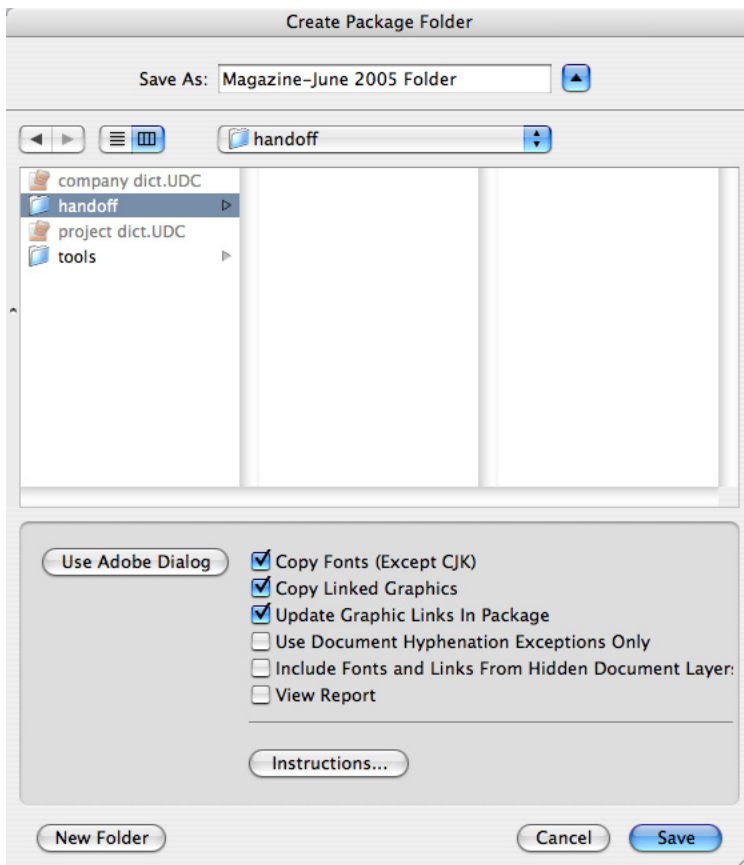 Create Package Folder
Save As: Magazine-June 2005 Folder
handoff
company dict.UDC
handoff
project dict.UDC
tools
Use Adobe Dialog
Copy Fonts (Except CJK)
Copy Linked Graphics
Update Graphic Links In Package
Use Document Hyphenation Exceptions Only
Include Fonts and Links From Hidden Document Layer
View Report
Instructions...
New Folder
Cancel
Save